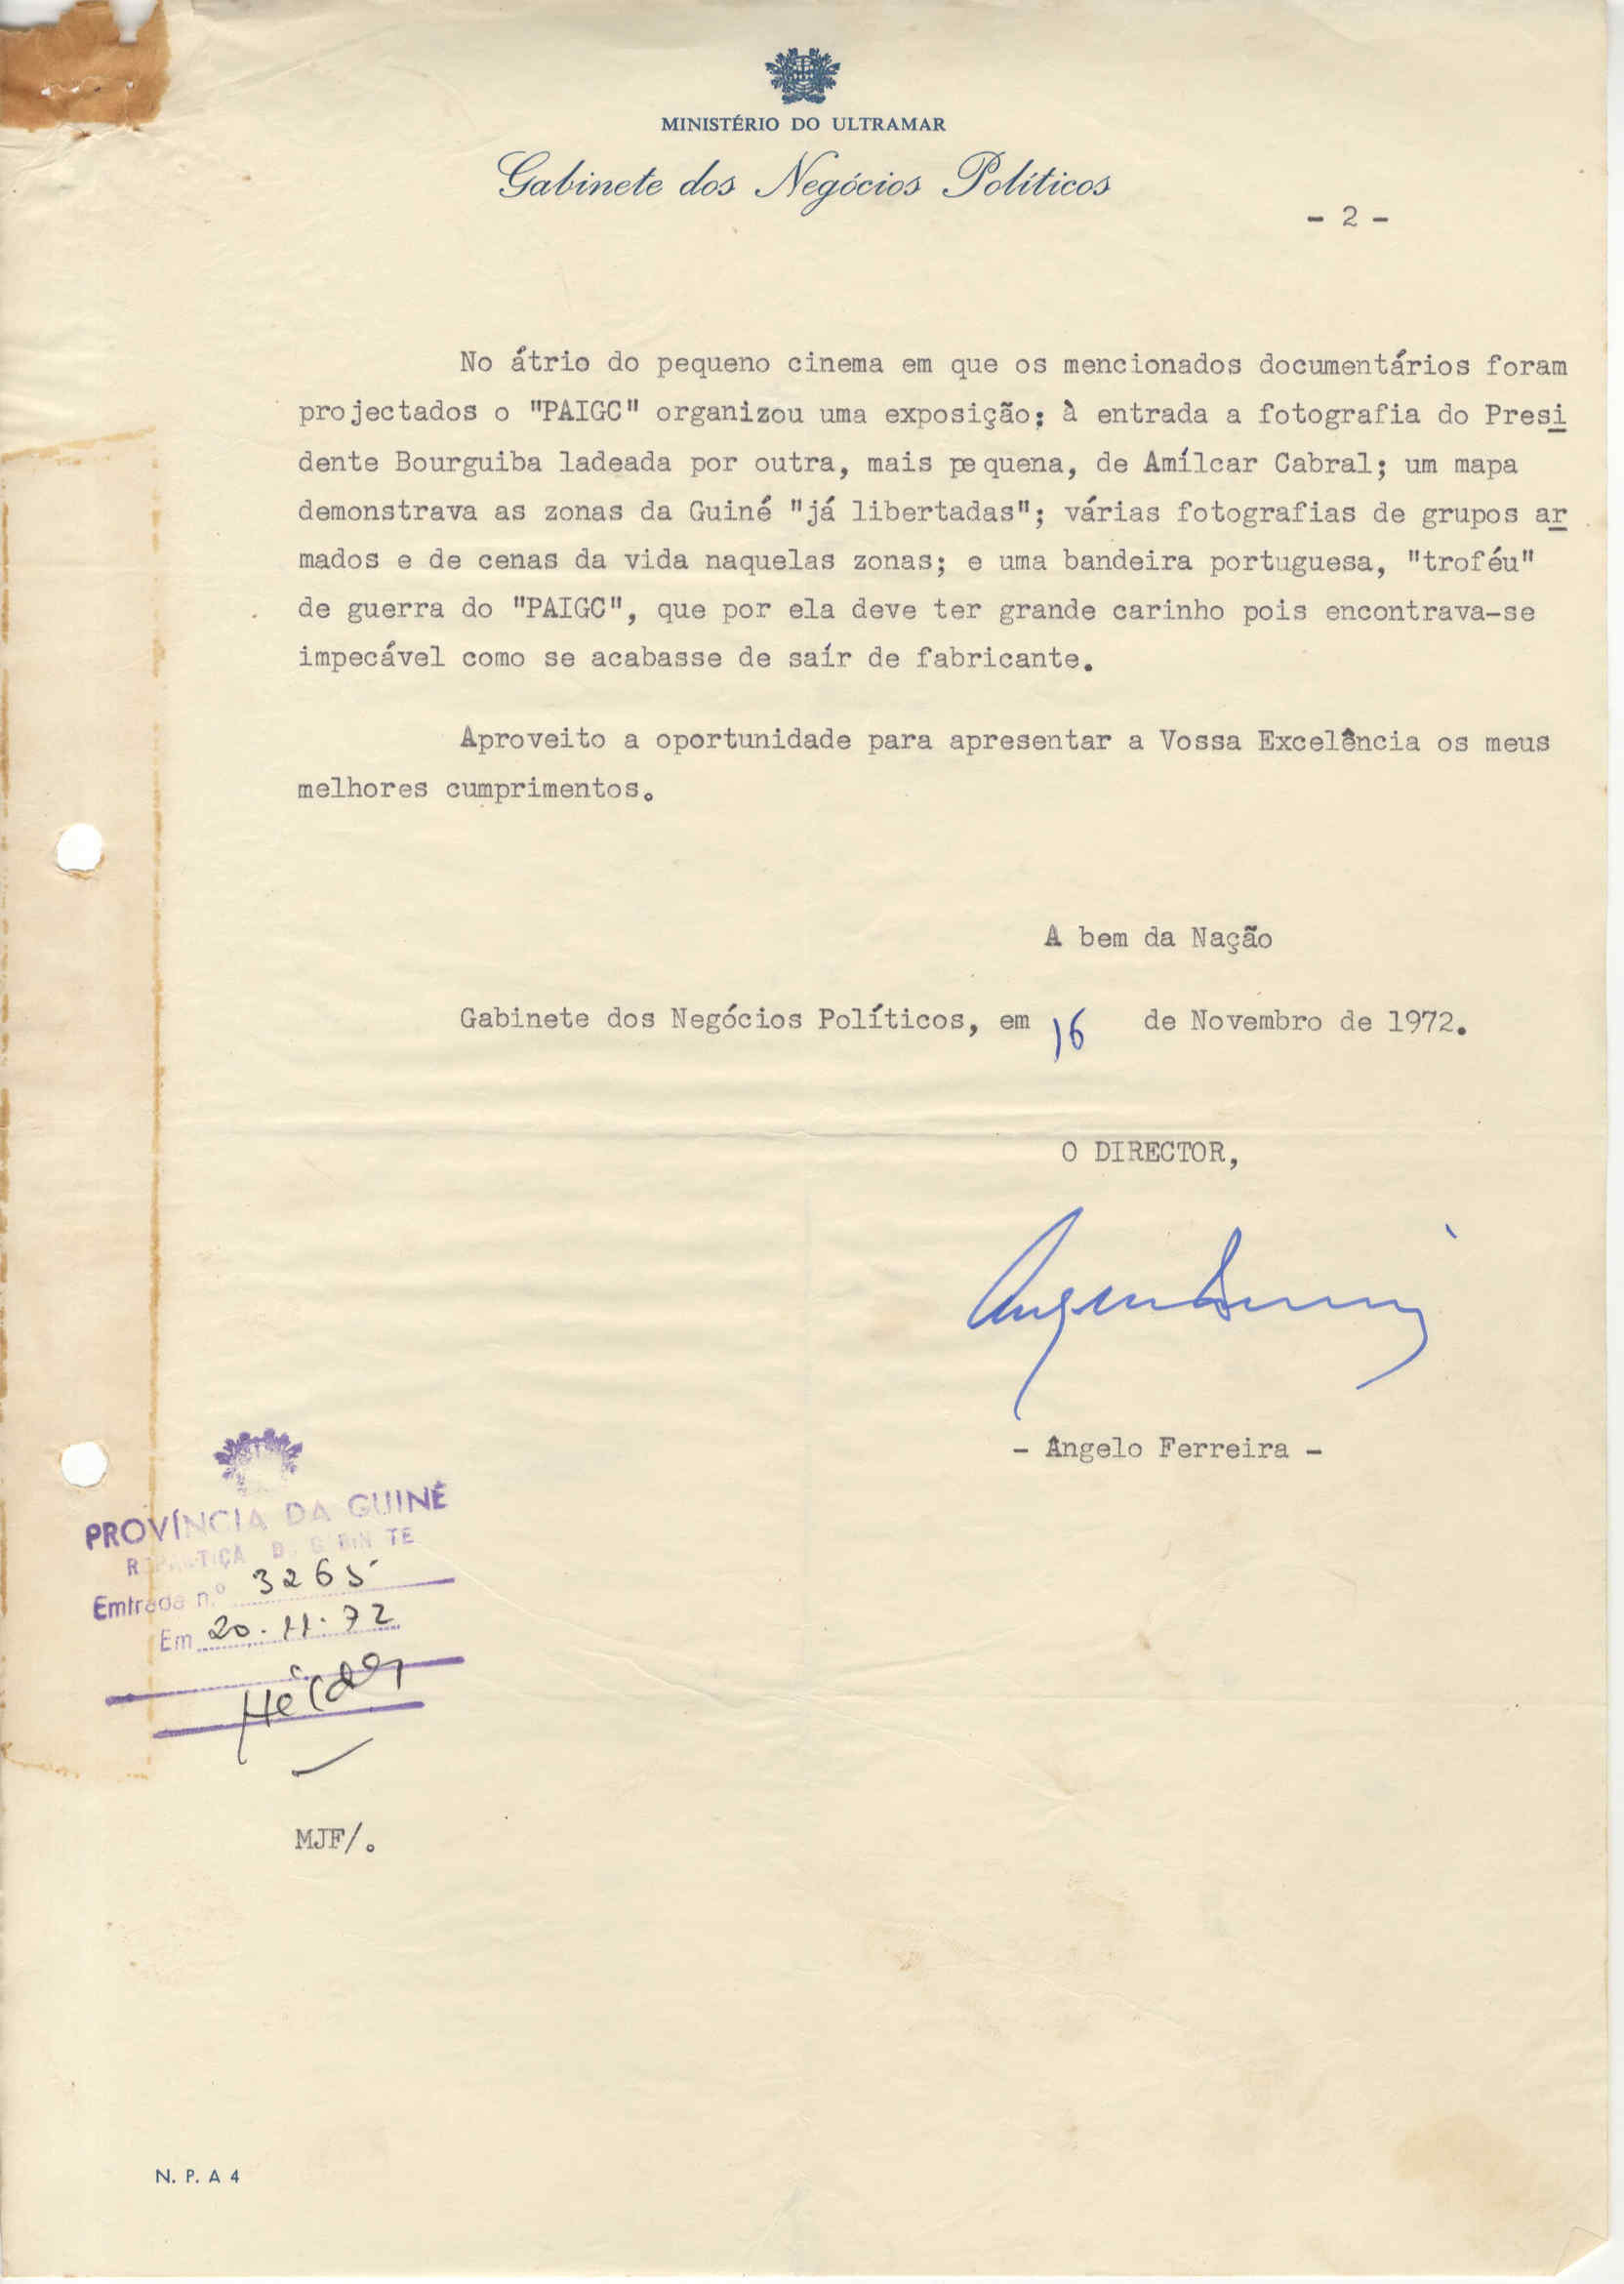 MINISTÉRIO DO ULTRAMAR
Gabinete dos Negócios Políticos
- 2 -
No átrio do pequeno cinema em que os mencionados documentários foram
projectados o "PAIGC" organizou uma exposição: à entrada a fotografia do Presi
dente Bourguiba ladeada por outra, mais pequena, de Amílcar Cabral; um mapa
demonstrava as zonas da Guiné "já libertadas"; várias fotografias de grupos ar
mados e de cenas da vida naquelas zonas; e uma bandeira portuguesa, "troféu"
de guerra do "PAIGC", que por ela deve ter grande carinho pois encontrava-se
impecável como se acabasse de saír de fabricante.
Aproveito a oportunidade para apresentar a Vossa Excelência os meus
melhores cumprimentos.
A bem da Nação
Gabinete dos Negócios Políticos, em 16 de Novembro de 1972.
O DIRECTOR,
- Ângelo Ferreira -
PROVÍNCIA DA GUINÉ
Entrada n.º 3265
Em 20.11.72
MJF/.
N. P. A 4